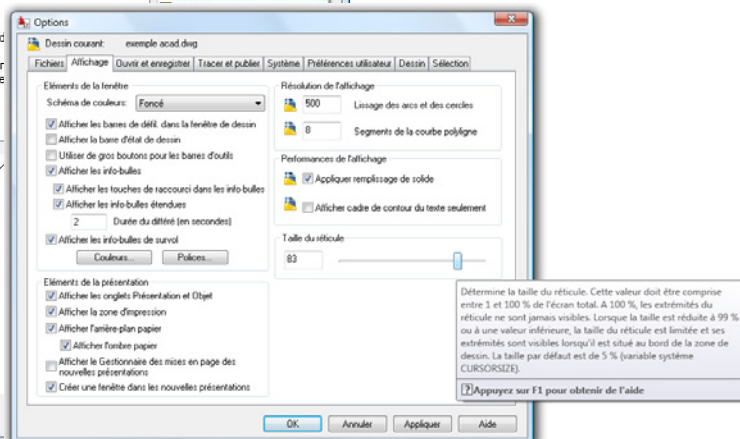 Options
Dessin courant: exemple acad.dwg
Fichiers Affichage Ouvrir et enregistrer Tracer et publier Système Préférences utilisateur Dessin Sélection
Eléments de la fenêtre
Schéma de couleurs: Foncé
Afficher les barres de défil. dans la fenêtre de dessin
Afficher la barre d'état de dessin
Utiliser de gros boutons pour les barres d'outils
Afficher les info-bulles
Afficher les touches de raccourci dans les info-bulles
Afficher les info-bulles étendues
2 Durée du différé (en secondes)
Afficher les info-bulles de survol
Couleurs... Polices...
Eléments de la présentation
Afficher les onglets Présentation et Objet
Afficher la zone d'impression
Afficher l'arrière-plan papier
Afficher l'ombre papier
Afficher le Gestionnaire des mises en page des
nouvelles présentations
Créer une fenêtre dans les nouvelles présentations
Résolution de l'affichage
500 Lissage des arcs et des cercles
8 Segments de la courbe polyligne
Performances de l'affichage
Appliquer remplissage de solide
Afficher cadre de contour du texte seulement
Taille du réticule
83
Détermine la taille du réticule. Cette valeur doit être comprise
entre 1 et 100 % de l'écran total. A 100 %, les extrémités du
réticule ne sont jamais visibles. Lorsque la taille est réduite à 99 %
ou à une valeur inférieure, la taille du réticule est limitée et ses
extrémités sont visibles lorsqu'il est situé au bord de la zone de
dessin. La taille par défaut est de 5 % (variable système
CURSORSIZE).
Appuyez sur F1 pour obtenir de l'aide
OK Annuler Appliquer Aide